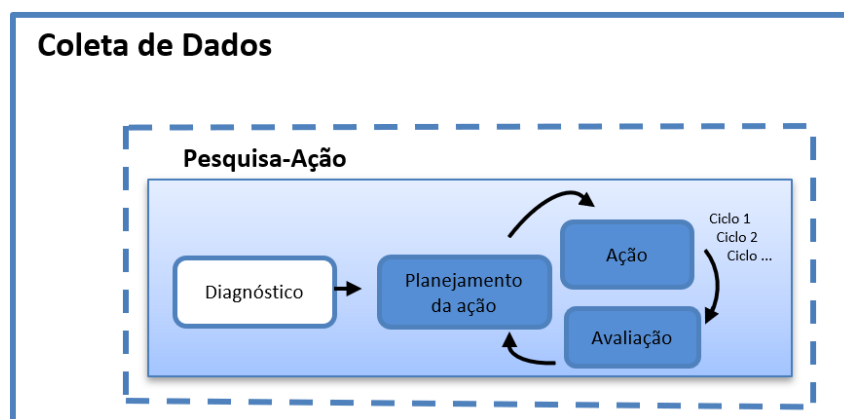 Coleta de Dados
Pesquisa-Ação
Diagnóstico
Planejamento
da ação
Ação
Ciclo 1
Ciclo 2
Ciclo ...
Avaliação